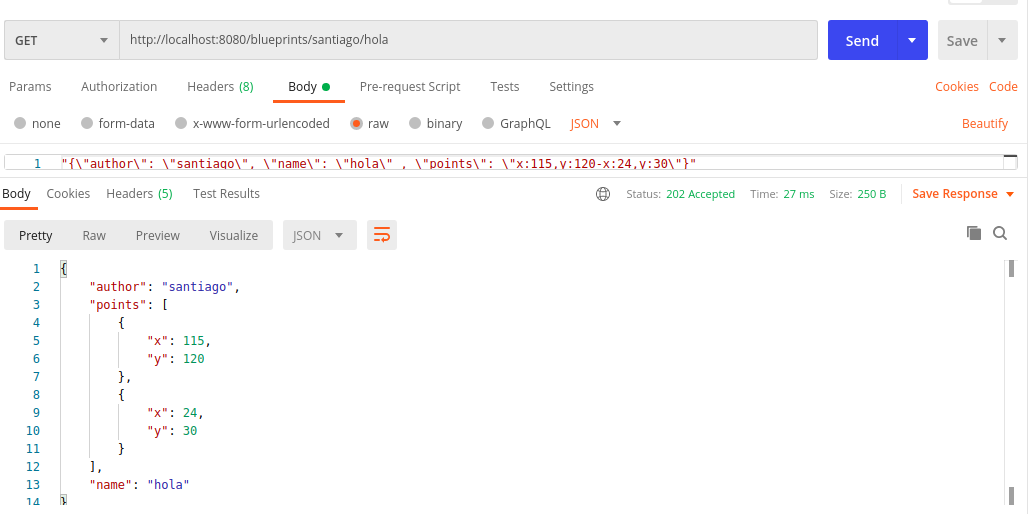 GET http://localhost:8080/blueprints/santiago/hola Send Save
Params Authorization Headers (8) Body Pre-request Script Tests Settings Cookies Code
none form-data x-www-form-urlencoded raw binary GraphQL JSON Beautify
1 "{\"author\": \"santiago\", \"name\": \"hola\" , \"points\": \"x:115,y:120-x:24,y:30\"}"
Body Cookies Headers (5) Test Results Status: 202 Accepted Time: 27 ms Size: 250 B Save Response
Pretty Raw Preview Visualize JSON
1 {
2 "author": "santiago",
3 "points": [
4 {
5 "x": 115,
6 "y": 120
7 },
8 {
9 "x": 24,
10 "y": 30
11 }
12 ],
13 "name": "hola"
14 }